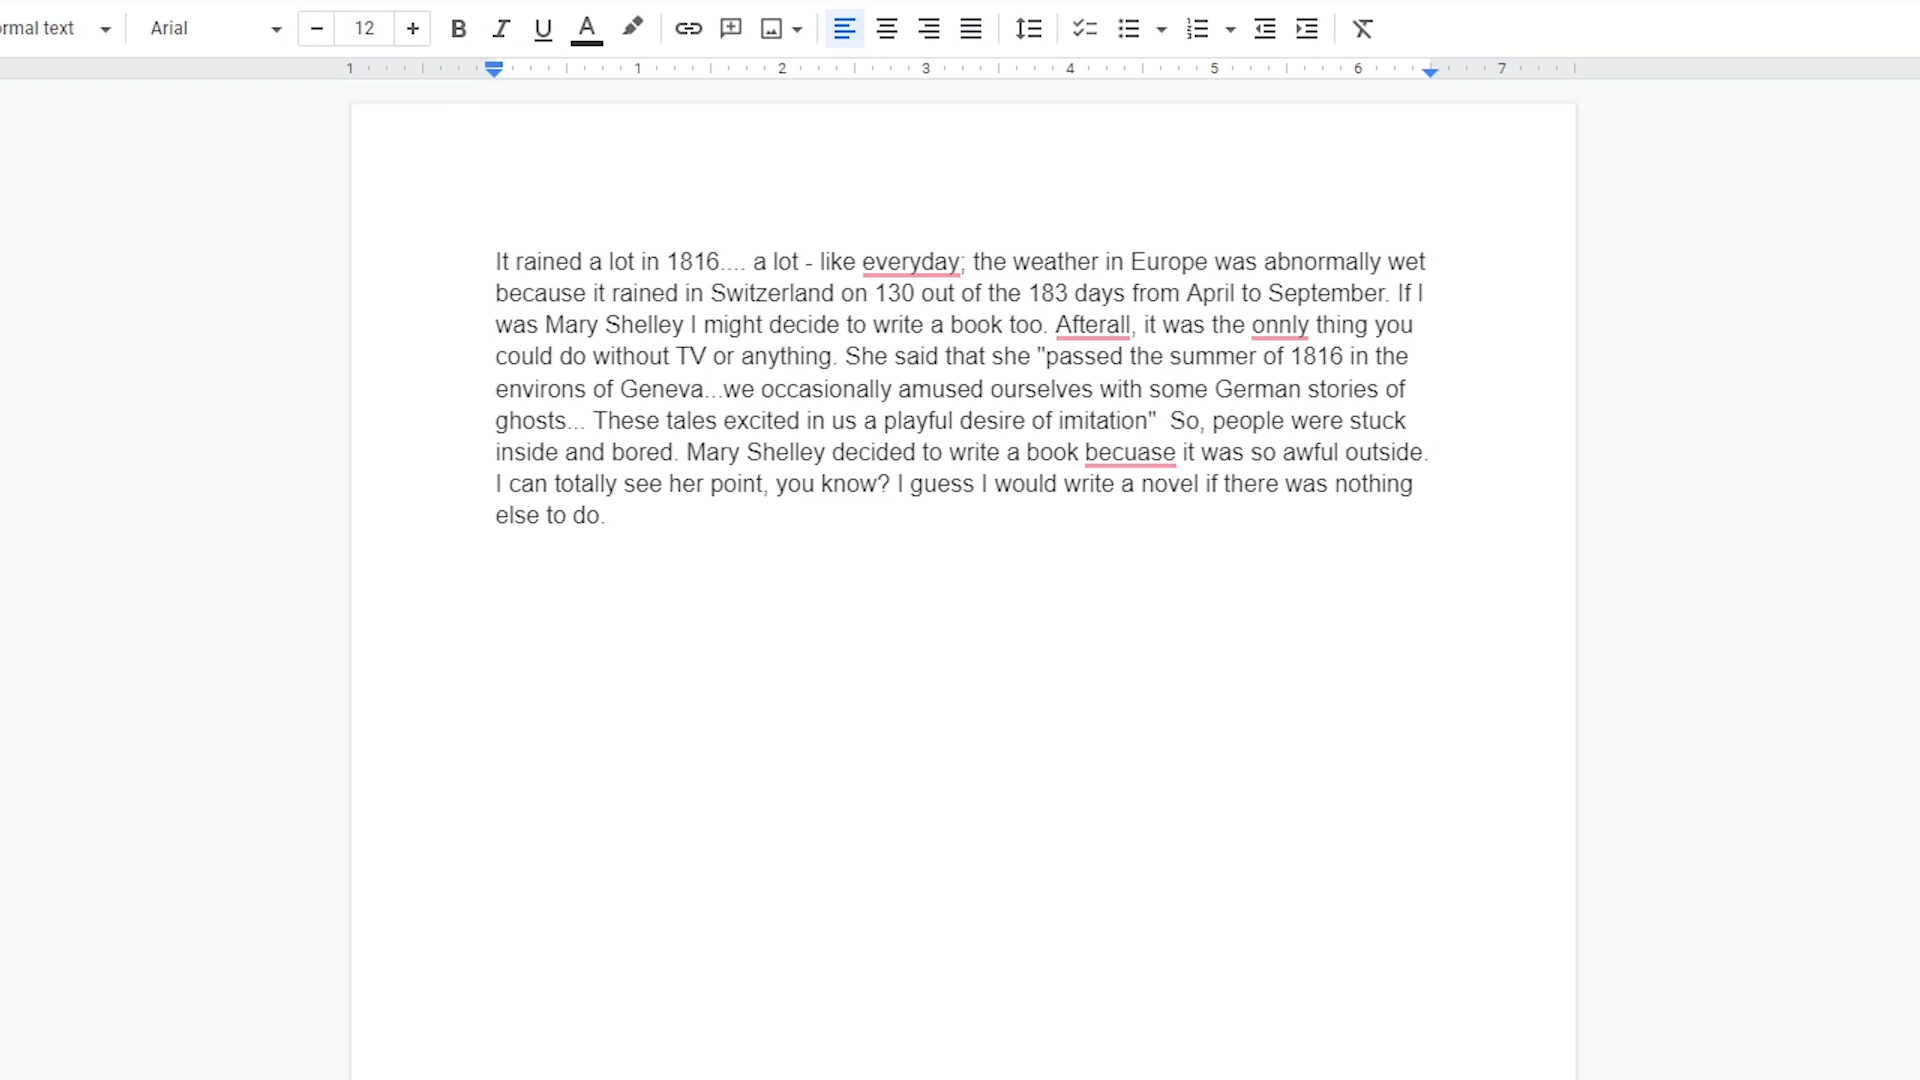 rmal text Arial - 12 + B I U A
1 1 2 3 4 5 6 7
It rained a lot in 1816.... a lot - like everyday; the weather in Europe was abnormally wet
because it rained in Switzerland on 130 out of the 183 days from April to September. If I
was Mary Shelley I might decide to write a book too. Afterall, it was the onnly thing you
could do without TV or anything. She said that she "passed the summer of 1816 in the
environs of Geneva...we occasionally amused ourselves with some German stories of
ghosts... These tales excited in us a playful desire of imitation"  So, people were stuck
inside and bored. Mary Shelley decided to write a book becuase it was so awful outside.
I can totally see her point, you know? I guess I would write a novel if there was nothing
else to do.